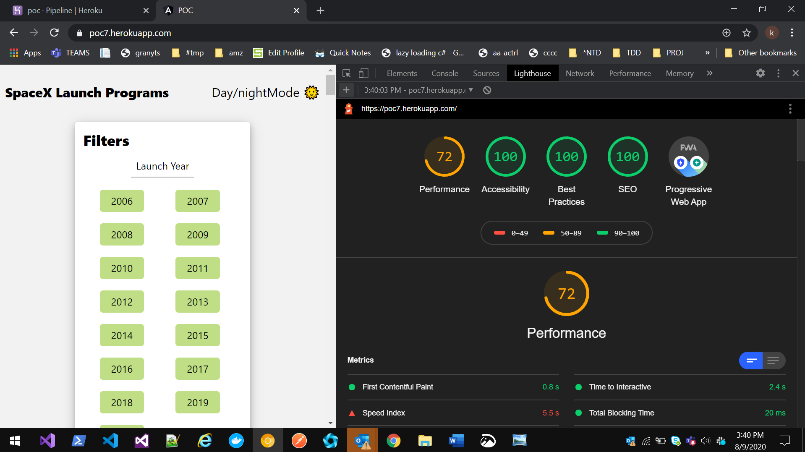 poc - Pipeline | Heroku
POC
poc7.herokuapp.com
Apps
TEAMS
granyts
#tmp
amz
Edit Profile
Quick Notes
lazy loading c# - G...
aa actrl
cccc
*NTD
TDD
PROJ
»
Other bookmarks
SpaceX Launch Programs
Day/nightMode
Filters
Launch Year
2006 2007
2008 2009
2010 2011
2012 2013
2014 2015
2016 2017
2018 2019
Elements Console Sources Lighthouse Network Performance Memory »
3:40:03 PM - poc7.herokuapp.
https://poc7.herokuapp.com/
72 100 100 100 PWA
Performance
Accessibility
Best
Practices
SEO
Progressive
Web App
0–49 50–89 90–100
72
Performance
Metrics
First Contentful Paint 0.8 s
Time to Interactive 2.4 s
Speed Index 5.5 s
Total Blocking Time 20 ms
3:40 PM
8/9/2020